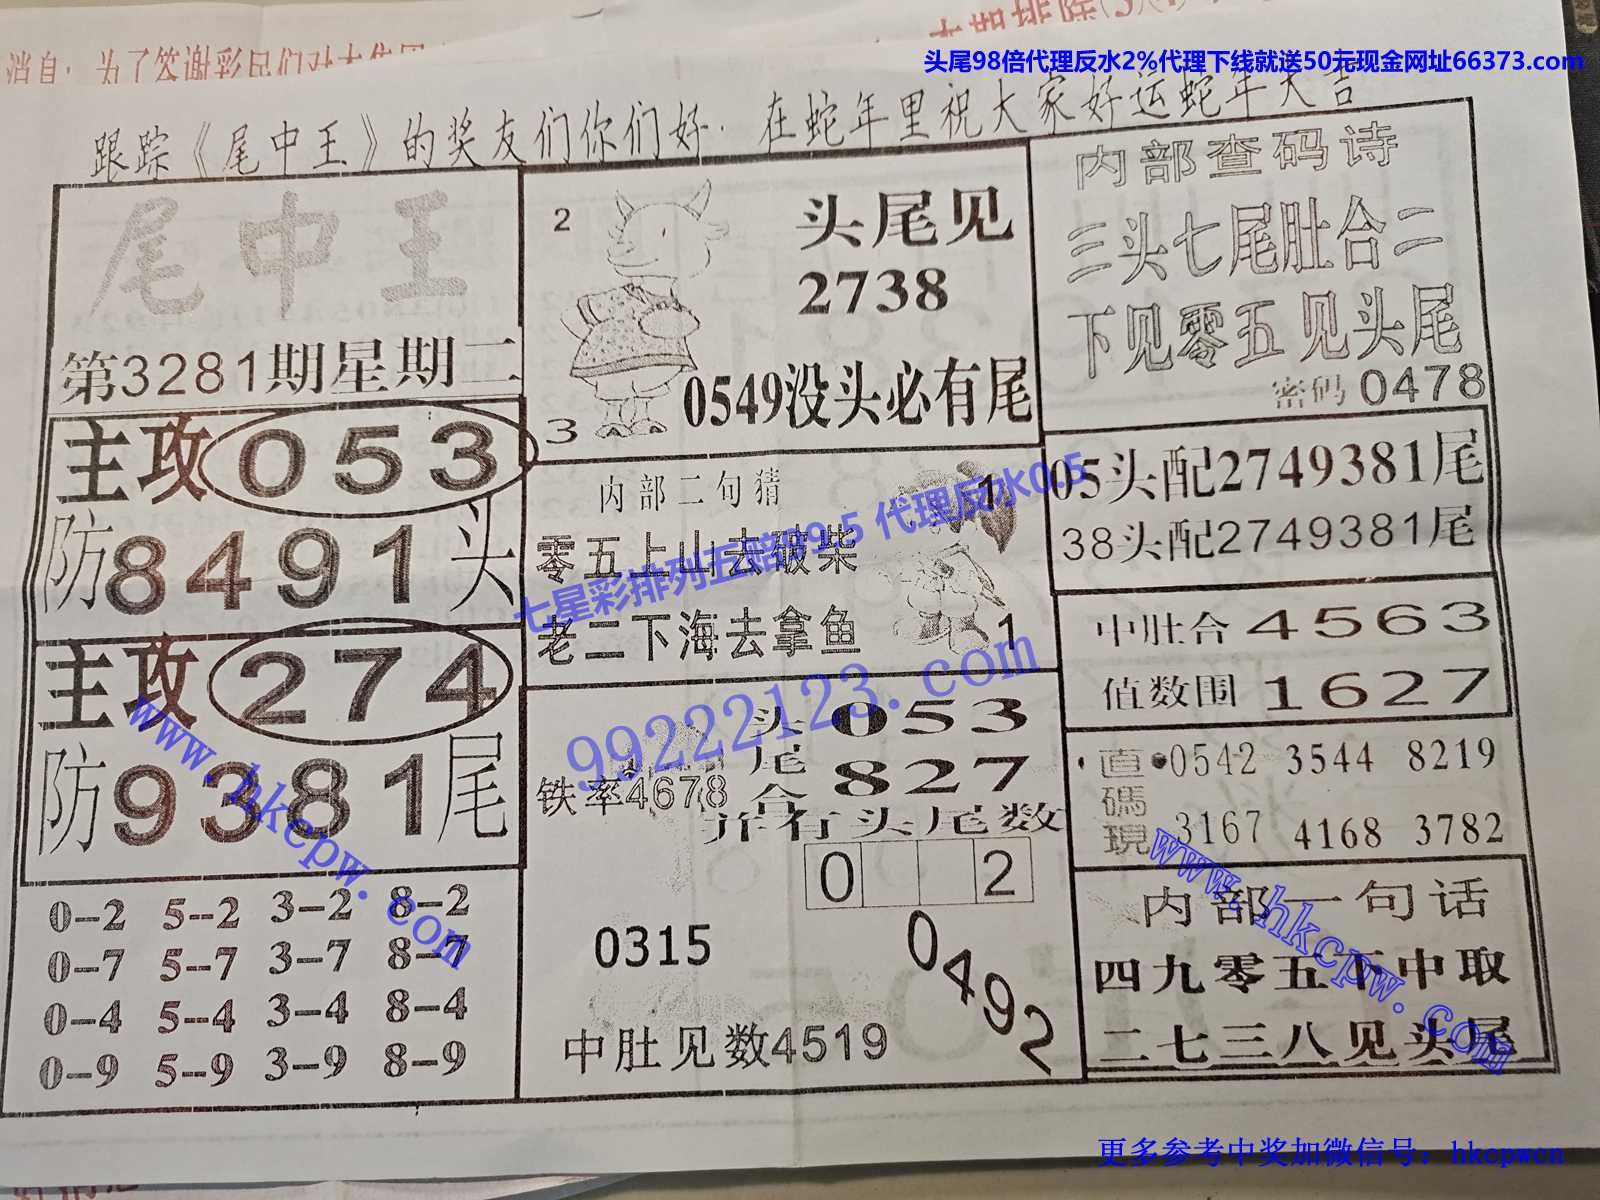 头尾98倍代理反水2%代理下线就送50元现金网址66373.com
跟踪《尾中王》的奖友们你们好.在蛇年里祝大家好运蛇年大吉
尾中王
第3281期星期二
主攻053
防8491头
主攻274
防9381尾
0--2 5--2 3--2 8--2
0--7 5--7 3--7 8--7
0--4 5--4 3--4 8--4
0--9 5--9 3--9 8--9
2
头尾见
2738
0549没头必有尾
3
内部二句猜
零五上山去破柴
老二下海去拿鱼
1
1
铁率4678
头尾合
053
827
并有头尾数
0 2
0315
0492
中肚见数4519
内部查码诗
三头七尾肚合二
下见零五见头尾
密码0478
05头配2749381尾
38头配2749381尾
中肚合4563
值数围1627
直碼現
0542 3544 8219
3167 4168 3782
内部一句话
四九零五下中取
二七三八见头尾
七星彩排列五赔99.5 代理反水0.5
99222123.com
www.hkcpw.com
www.hkcpw.com
更多参考中奖加微信号：hkcpwcn